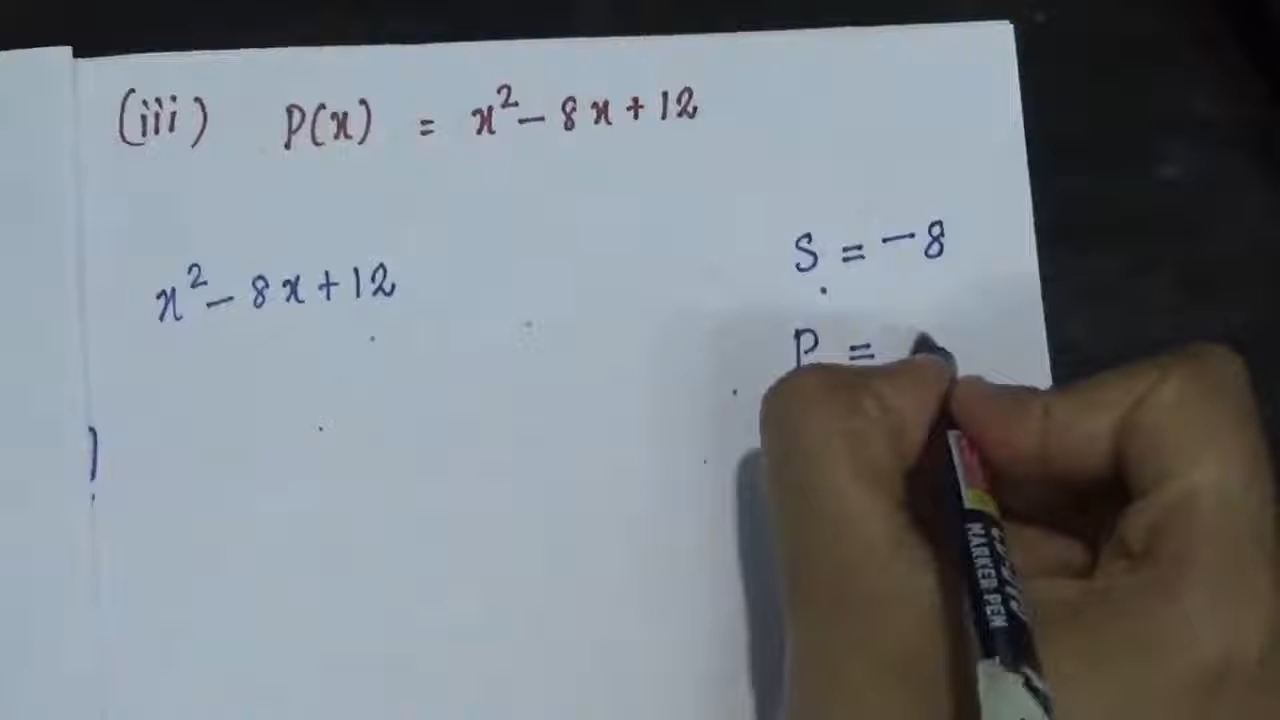 (iii) P(x) = x² - 8x + 12
S = -8
x² - 8x + 12
P =
MARKER PEN